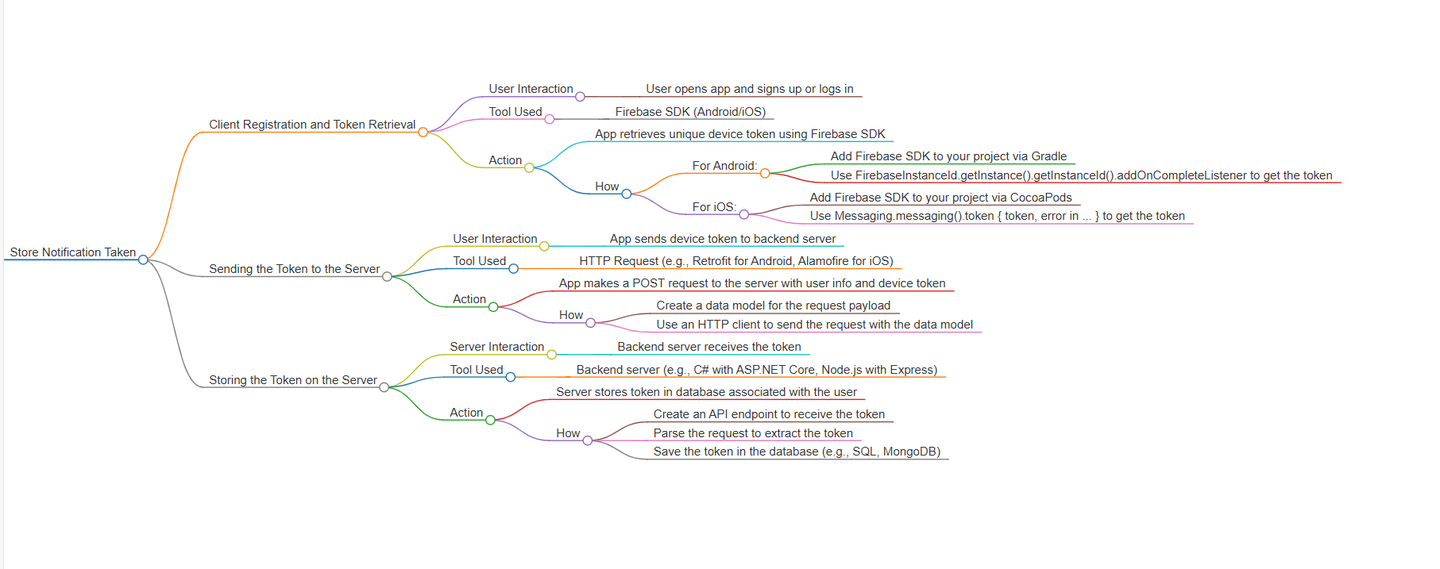 Store Notification Taken
Client Registration and Token Retrieval
User Interaction
User opens app and signs up or logs in
Tool Used
Firebase SDK (Android/iOS)
Action
App retrieves unique device token using Firebase SDK
How
For Android:
Add Firebase SDK to your project via Gradle
Use FirebaseInstanceId.getInstance().getInstanceId().addOnCompleteListener to get the token
For iOS:
Add Firebase SDK to your project via CocoaPods
Use Messaging.messaging().token { token, error in ... } to get the token
Sending the Token to the Server
User Interaction
App sends device token to backend server
Tool Used
HTTP Request (e.g., Retrofit for Android, Alamofire for iOS)
Action
App makes a POST request to the server with user info and device token
How
Create a data model for the request payload
Use an HTTP client to send the request with the data model
Storing the Token on the Server
Server Interaction
Backend server receives the token
Tool Used
Backend server (e.g., C# with ASP.NET Core, Node.js with Express)
Action
Server stores token in database associated with the user
How
Create an API endpoint to receive the token
Parse the request to extract the token
Save the token in the database (e.g., SQL, MongoDB)